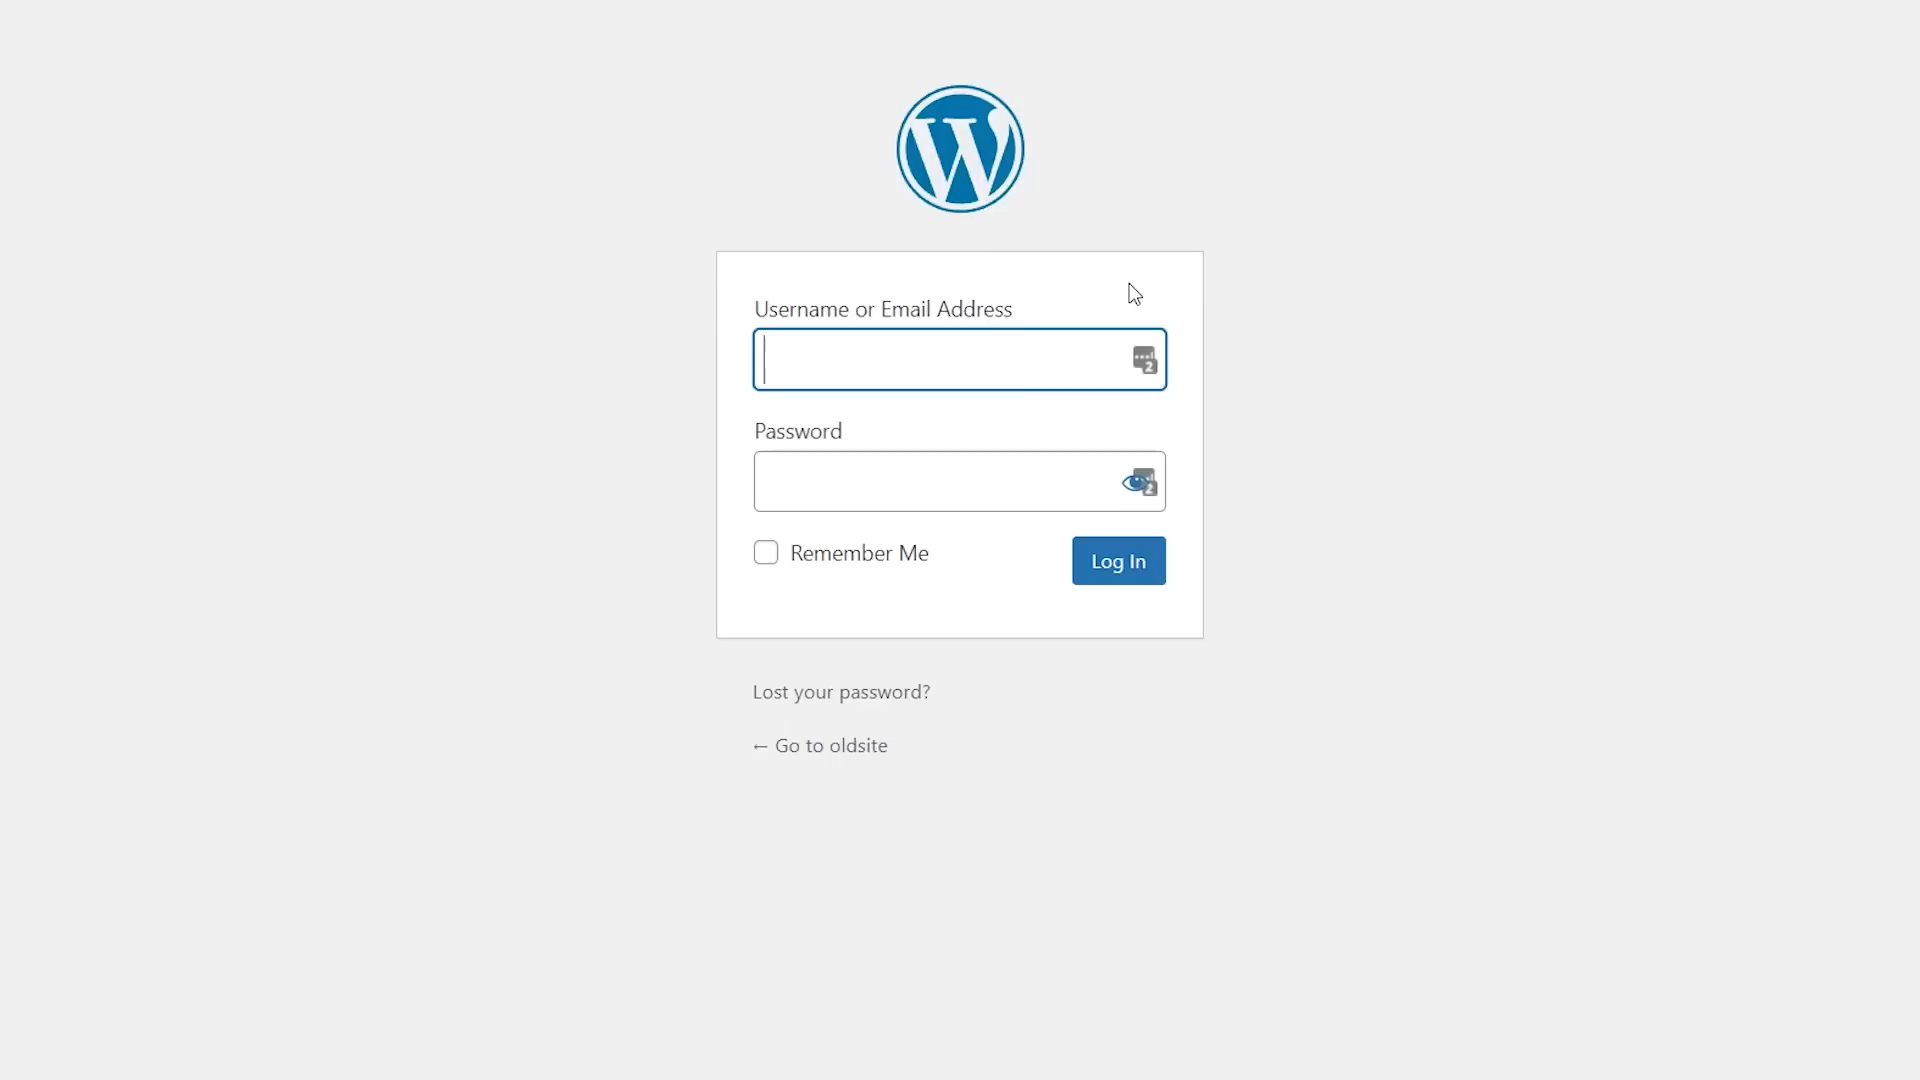 Username or Email Address
Password
Remember Me
Log In
Lost your password?
← Go to oldsite